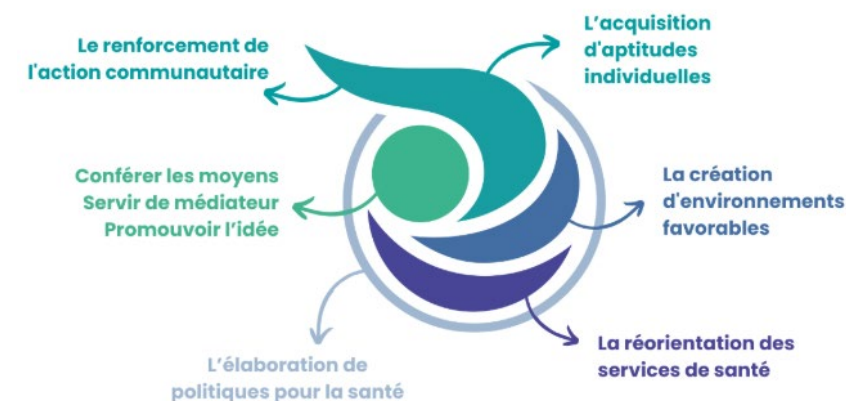 Le renforcement de
l'action communautaire
L'acquisition
d'aptitudes
individuelles
Conférer les moyens
Servir de médiateur
Promouvoir l'idée
La création
d'environnements
favorables
L'élaboration de
politiques pour la santé
La réorientation des
services de santé